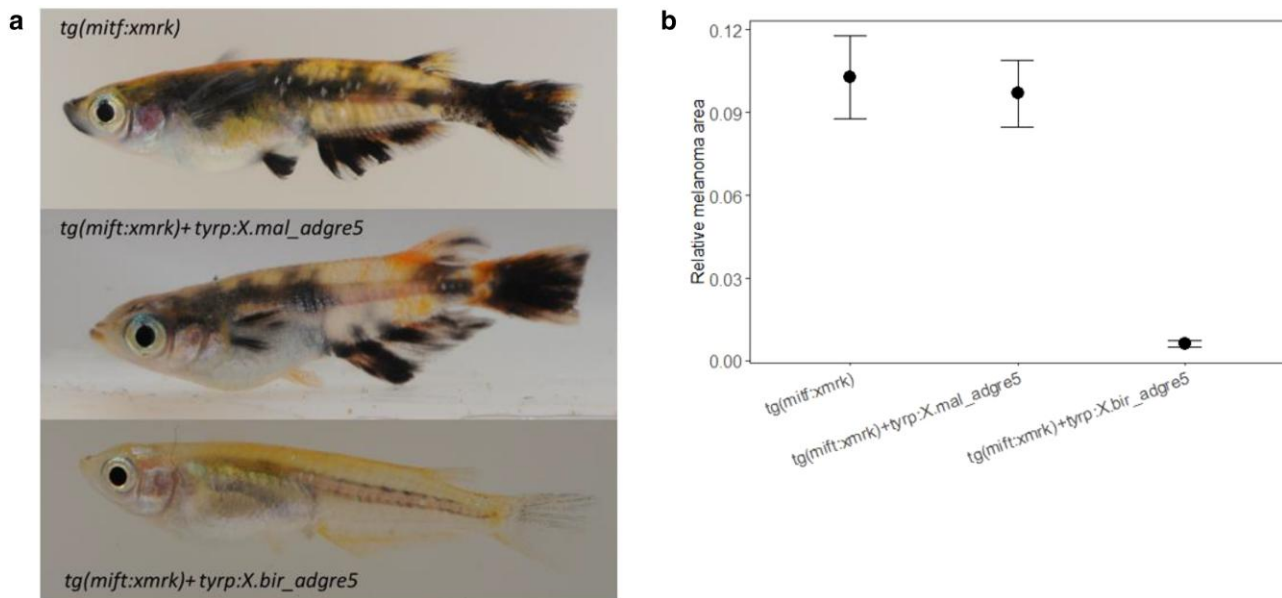 a
tg(mitf:xmrk)
tg(mift:xmrk)+tyrp:X.mal_adgre5
tg(mift:xmrk)+tyrp:X.bir_adgre5
b
Relative melanoma area
0.12
0.09
0.06
0.03
0.00
tg(mitf:xmrk)
tg(mift:xmrk)+tyrp:X.mal_adgre5
tg(mift:xmrk)+tyrp:X.bir_adgre5